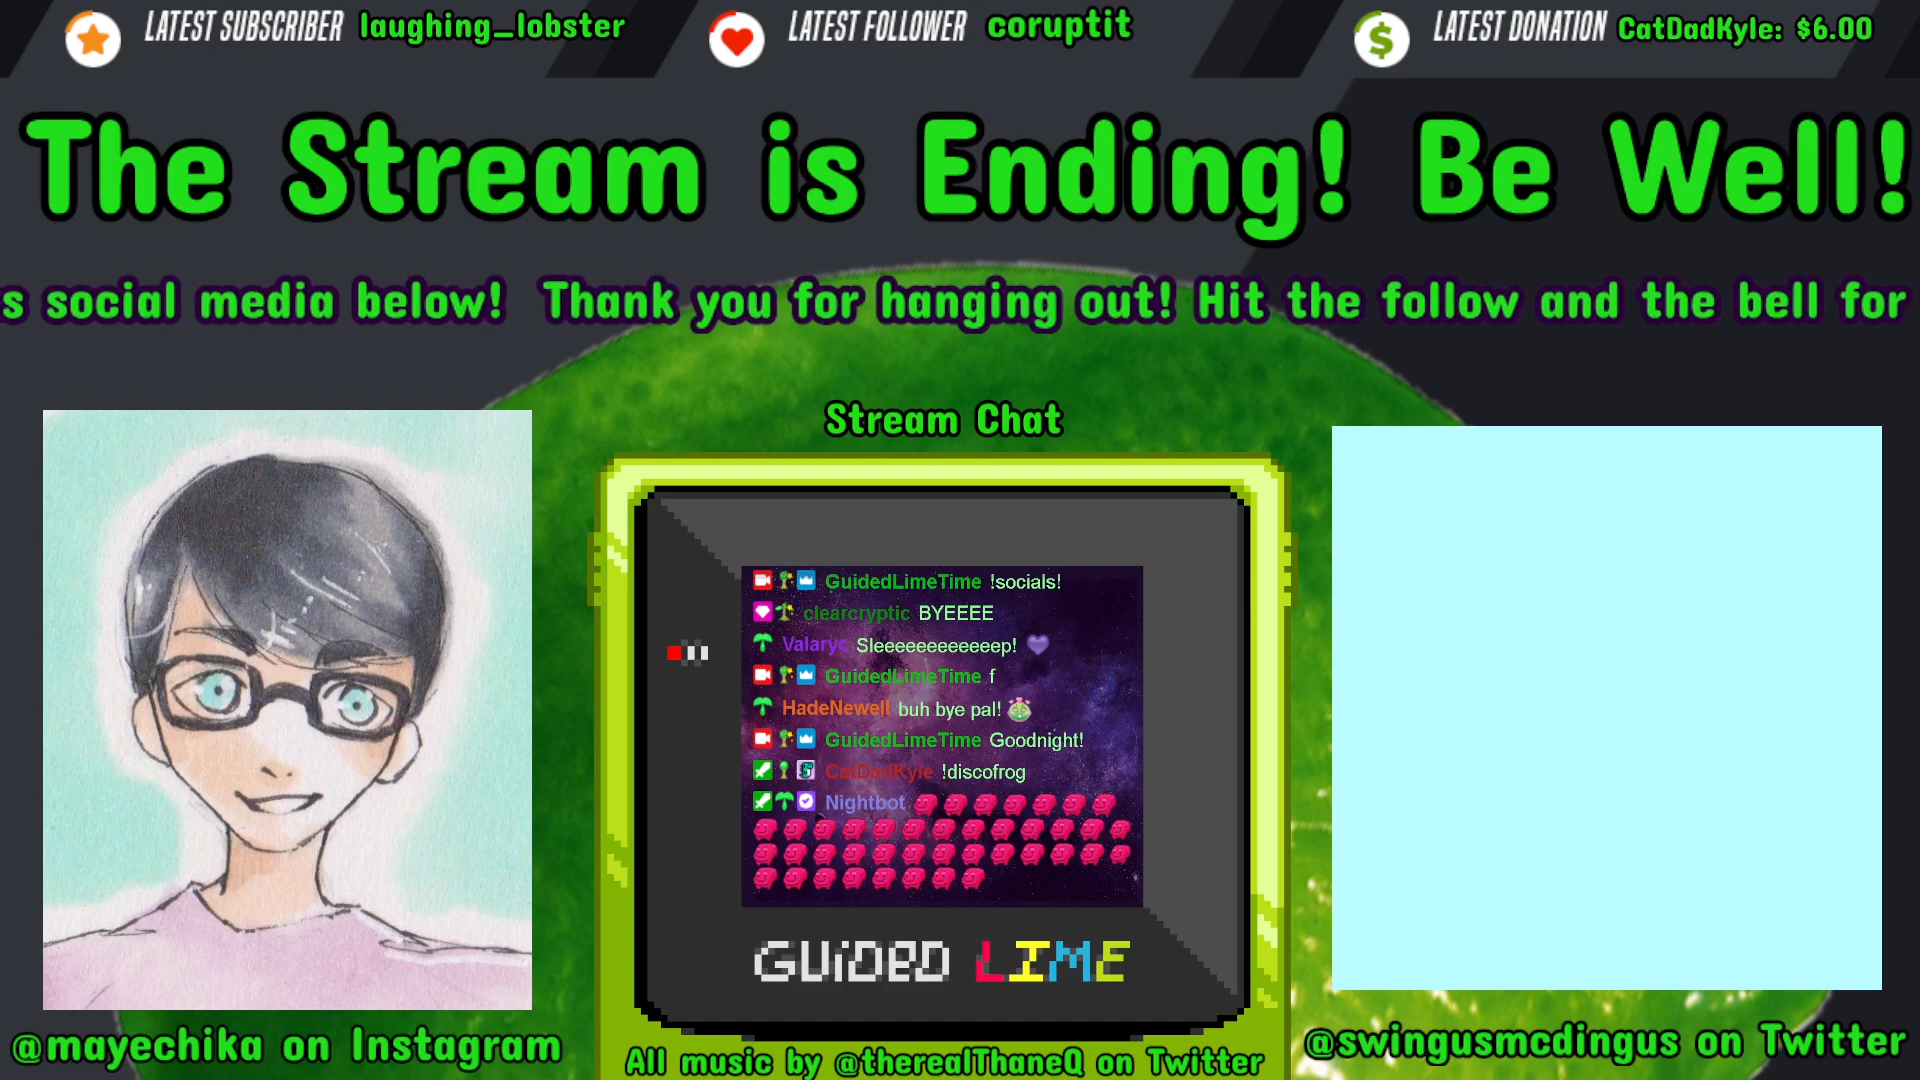 LATEST SUBSCRIBER laughing_lobster
LATEST FOLLOWER coruptit
LATEST DONATION CatDadKyle: $6.00
The Stream is Ending! Be Well!
s social media below! Thank you for hanging out! Hit the follow and the bell for
Stream Chat
GuidedLimeTime !socials!
clearcryptic BYEEEE
Valaryc Sleeeeeeeeeeeep!
GuidedLimeTime f
HadeNewell buh bye pal!
GuidedLimeTime Goodnight!
CatDadKyle !discofrog
Nightbot
GUiDeD LIME
@mayechika on Instagram
All music by @therealThaneQ on Twitter
@swingusmcdingus on Twitter